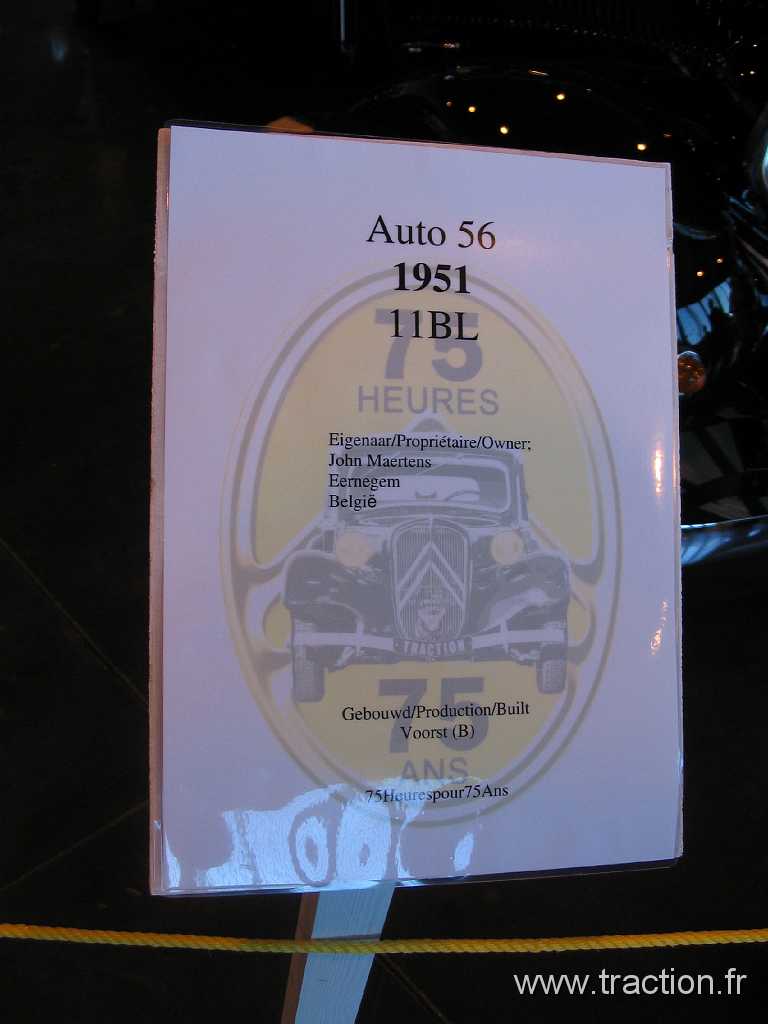 Auto 56
1951
11BL
75
HEURES
Eigenaar/Propriétaire/Owner;
John Maertens
Eernegem
België
TRACTION
75
Gebouwd/Production/Built
Voorst (B)
ANS
75Heurespour75Ans
www.traction.fr